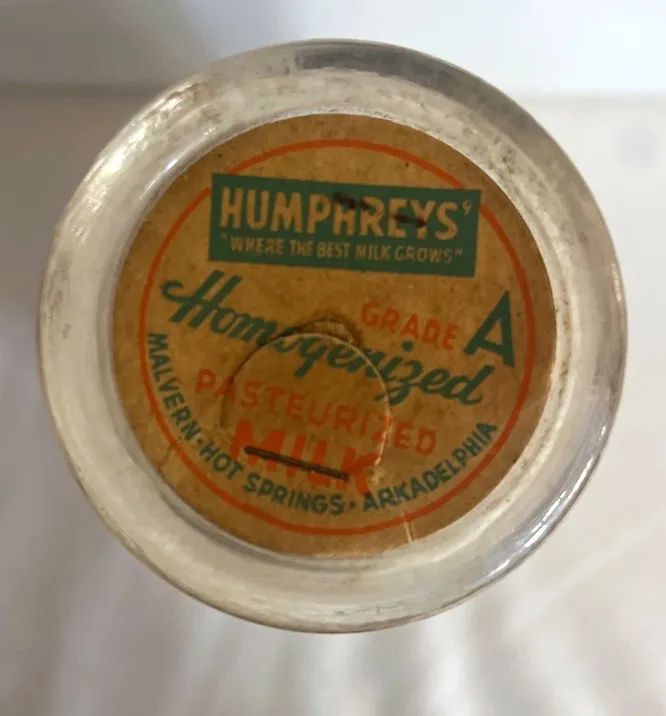 HUMPHREYS'
"WHERE THE BEST MILK GROWS"
GRADE A
Homogenized
PASTEURIZED
MILK
MALVERN · HOT SPRINGS · ARKADELPHIA